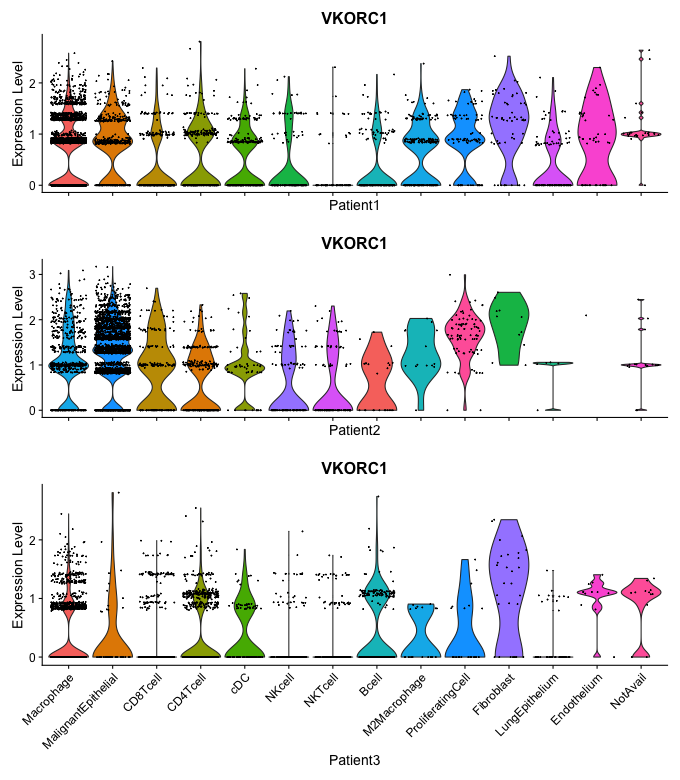 VKORC1
Expression Level
2
1
0
Patient1
VKORC1
Expression Level
3
2
1
0
Patient2
VKORC1
Expression Level
2
1
0
Macrophage
MalignantEpithelial
CD8Tcell
CD4Tcell
cDC
NKcell
NKTcell
Bcell
M2Macrophage
ProliferatingCell
Fibroblast
LungEpithelium
Endothelium
NotAvail
Patient3